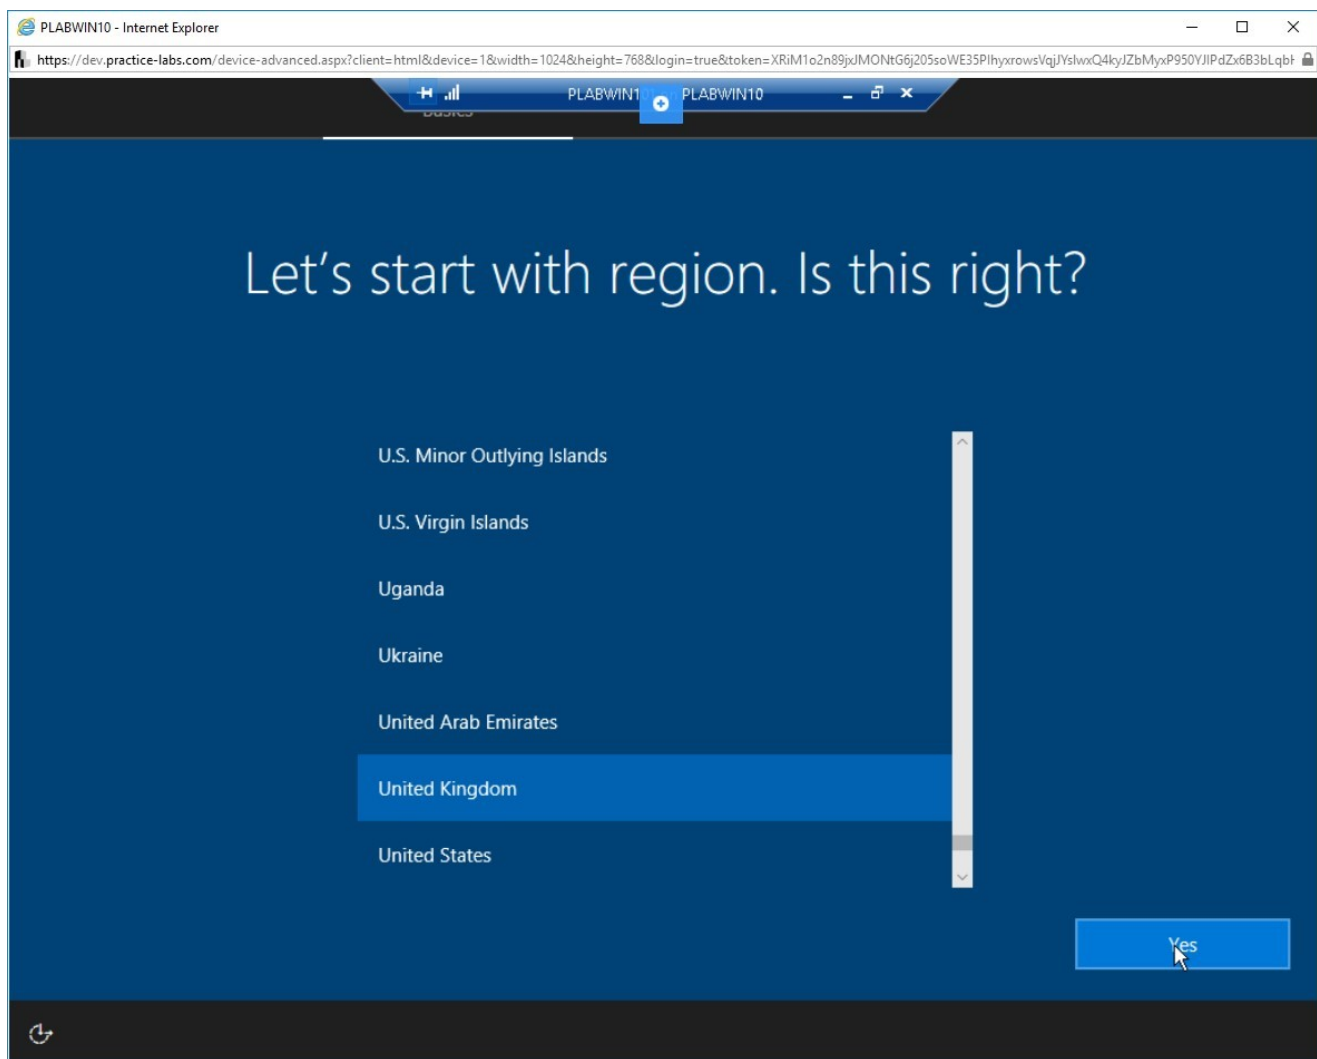 PLABWIN10 - Internet Explorer
https://dev.practice-labs.com/device-advanced.aspx?client=html&device=1&width=1024&height=768&login=true&token=
PLABWIN10 PLABWIN10
Basics
Let's start with region. Is this right?
U.S. Minor Outlying Islands
U.S. Virgin Islands
Uganda
Ukraine
United Arab Emirates
United Kingdom
United States
Yes